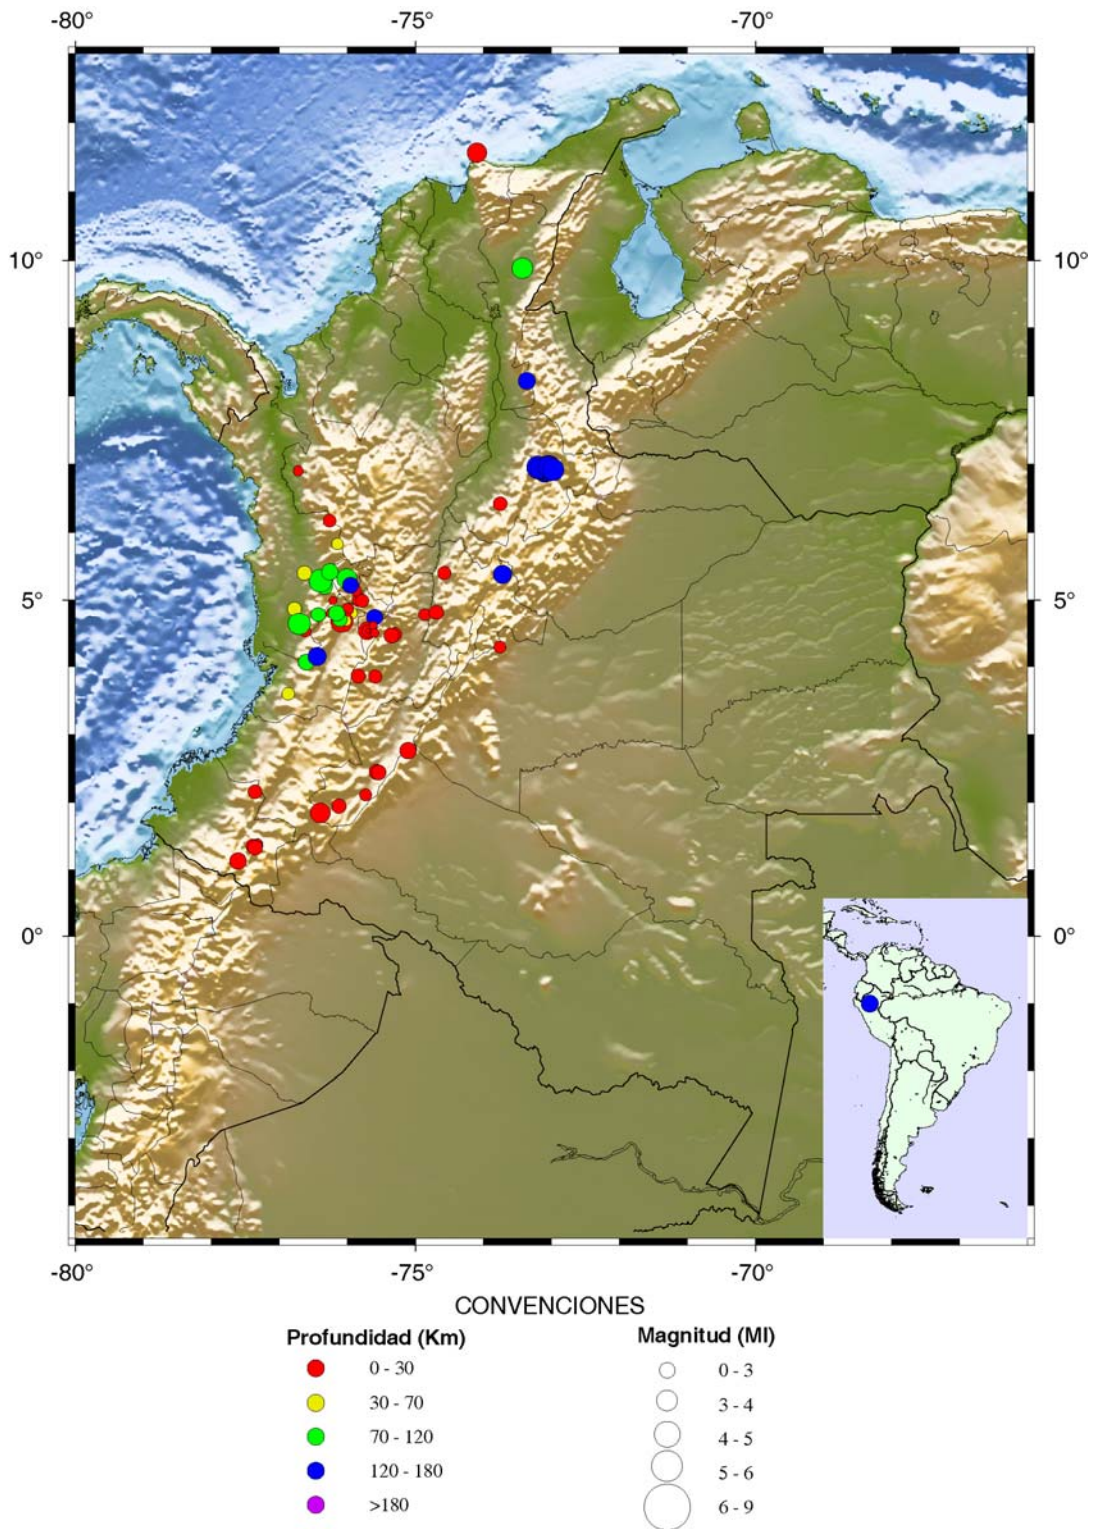 -80° -75° -70°
10° 10°
5° 5°
0° 0°
-80° -75° -70°
CONVENCIONES
Profundidad (Km) Magnitud (Ml)
0 - 30 0 - 3
30 - 70 3 - 4
70 - 120 4 - 5
120 - 180 5 - 6
>180 6 - 9